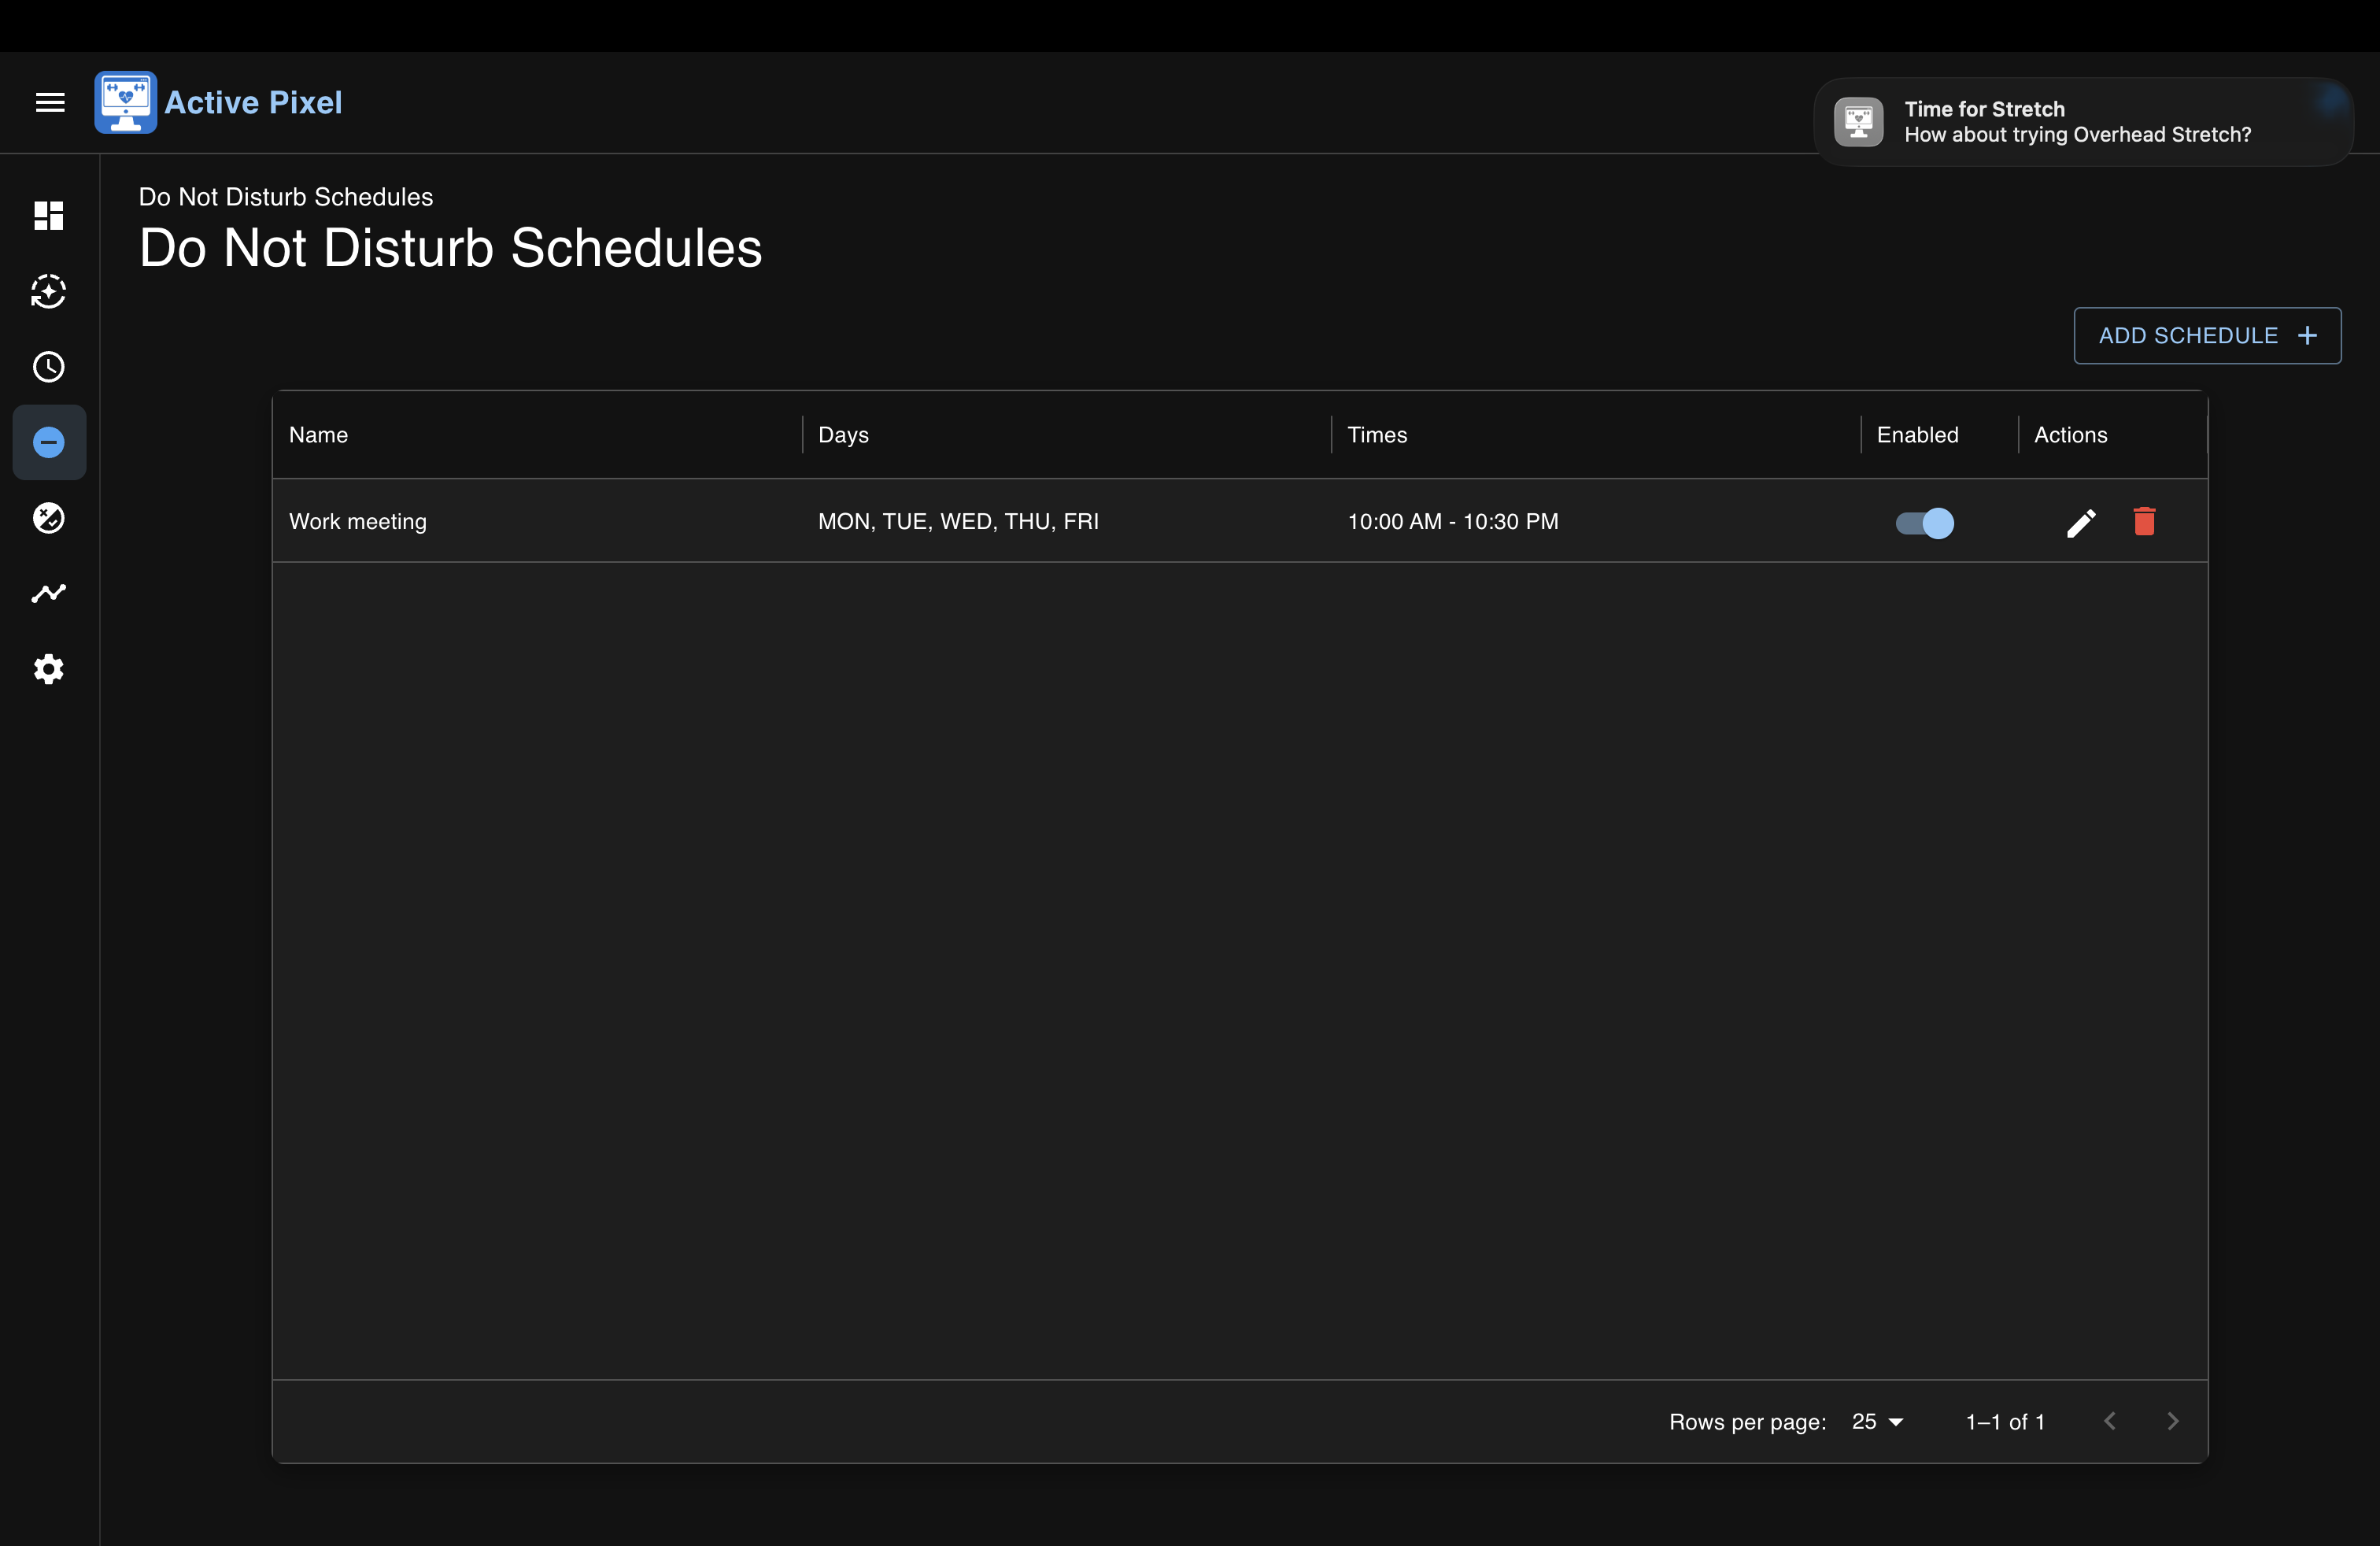 Active Pixel
Time for Stretch
How about trying Overhead Stretch?
Do Not Disturb Schedules
Do Not Disturb Schedules
ADD SCHEDULE +
Name Days Times Enabled Actions
Work meeting MON, TUE, WED, THU, FRI 10:00 AM - 10:30 PM
Rows per page: 25 1–1 of 1